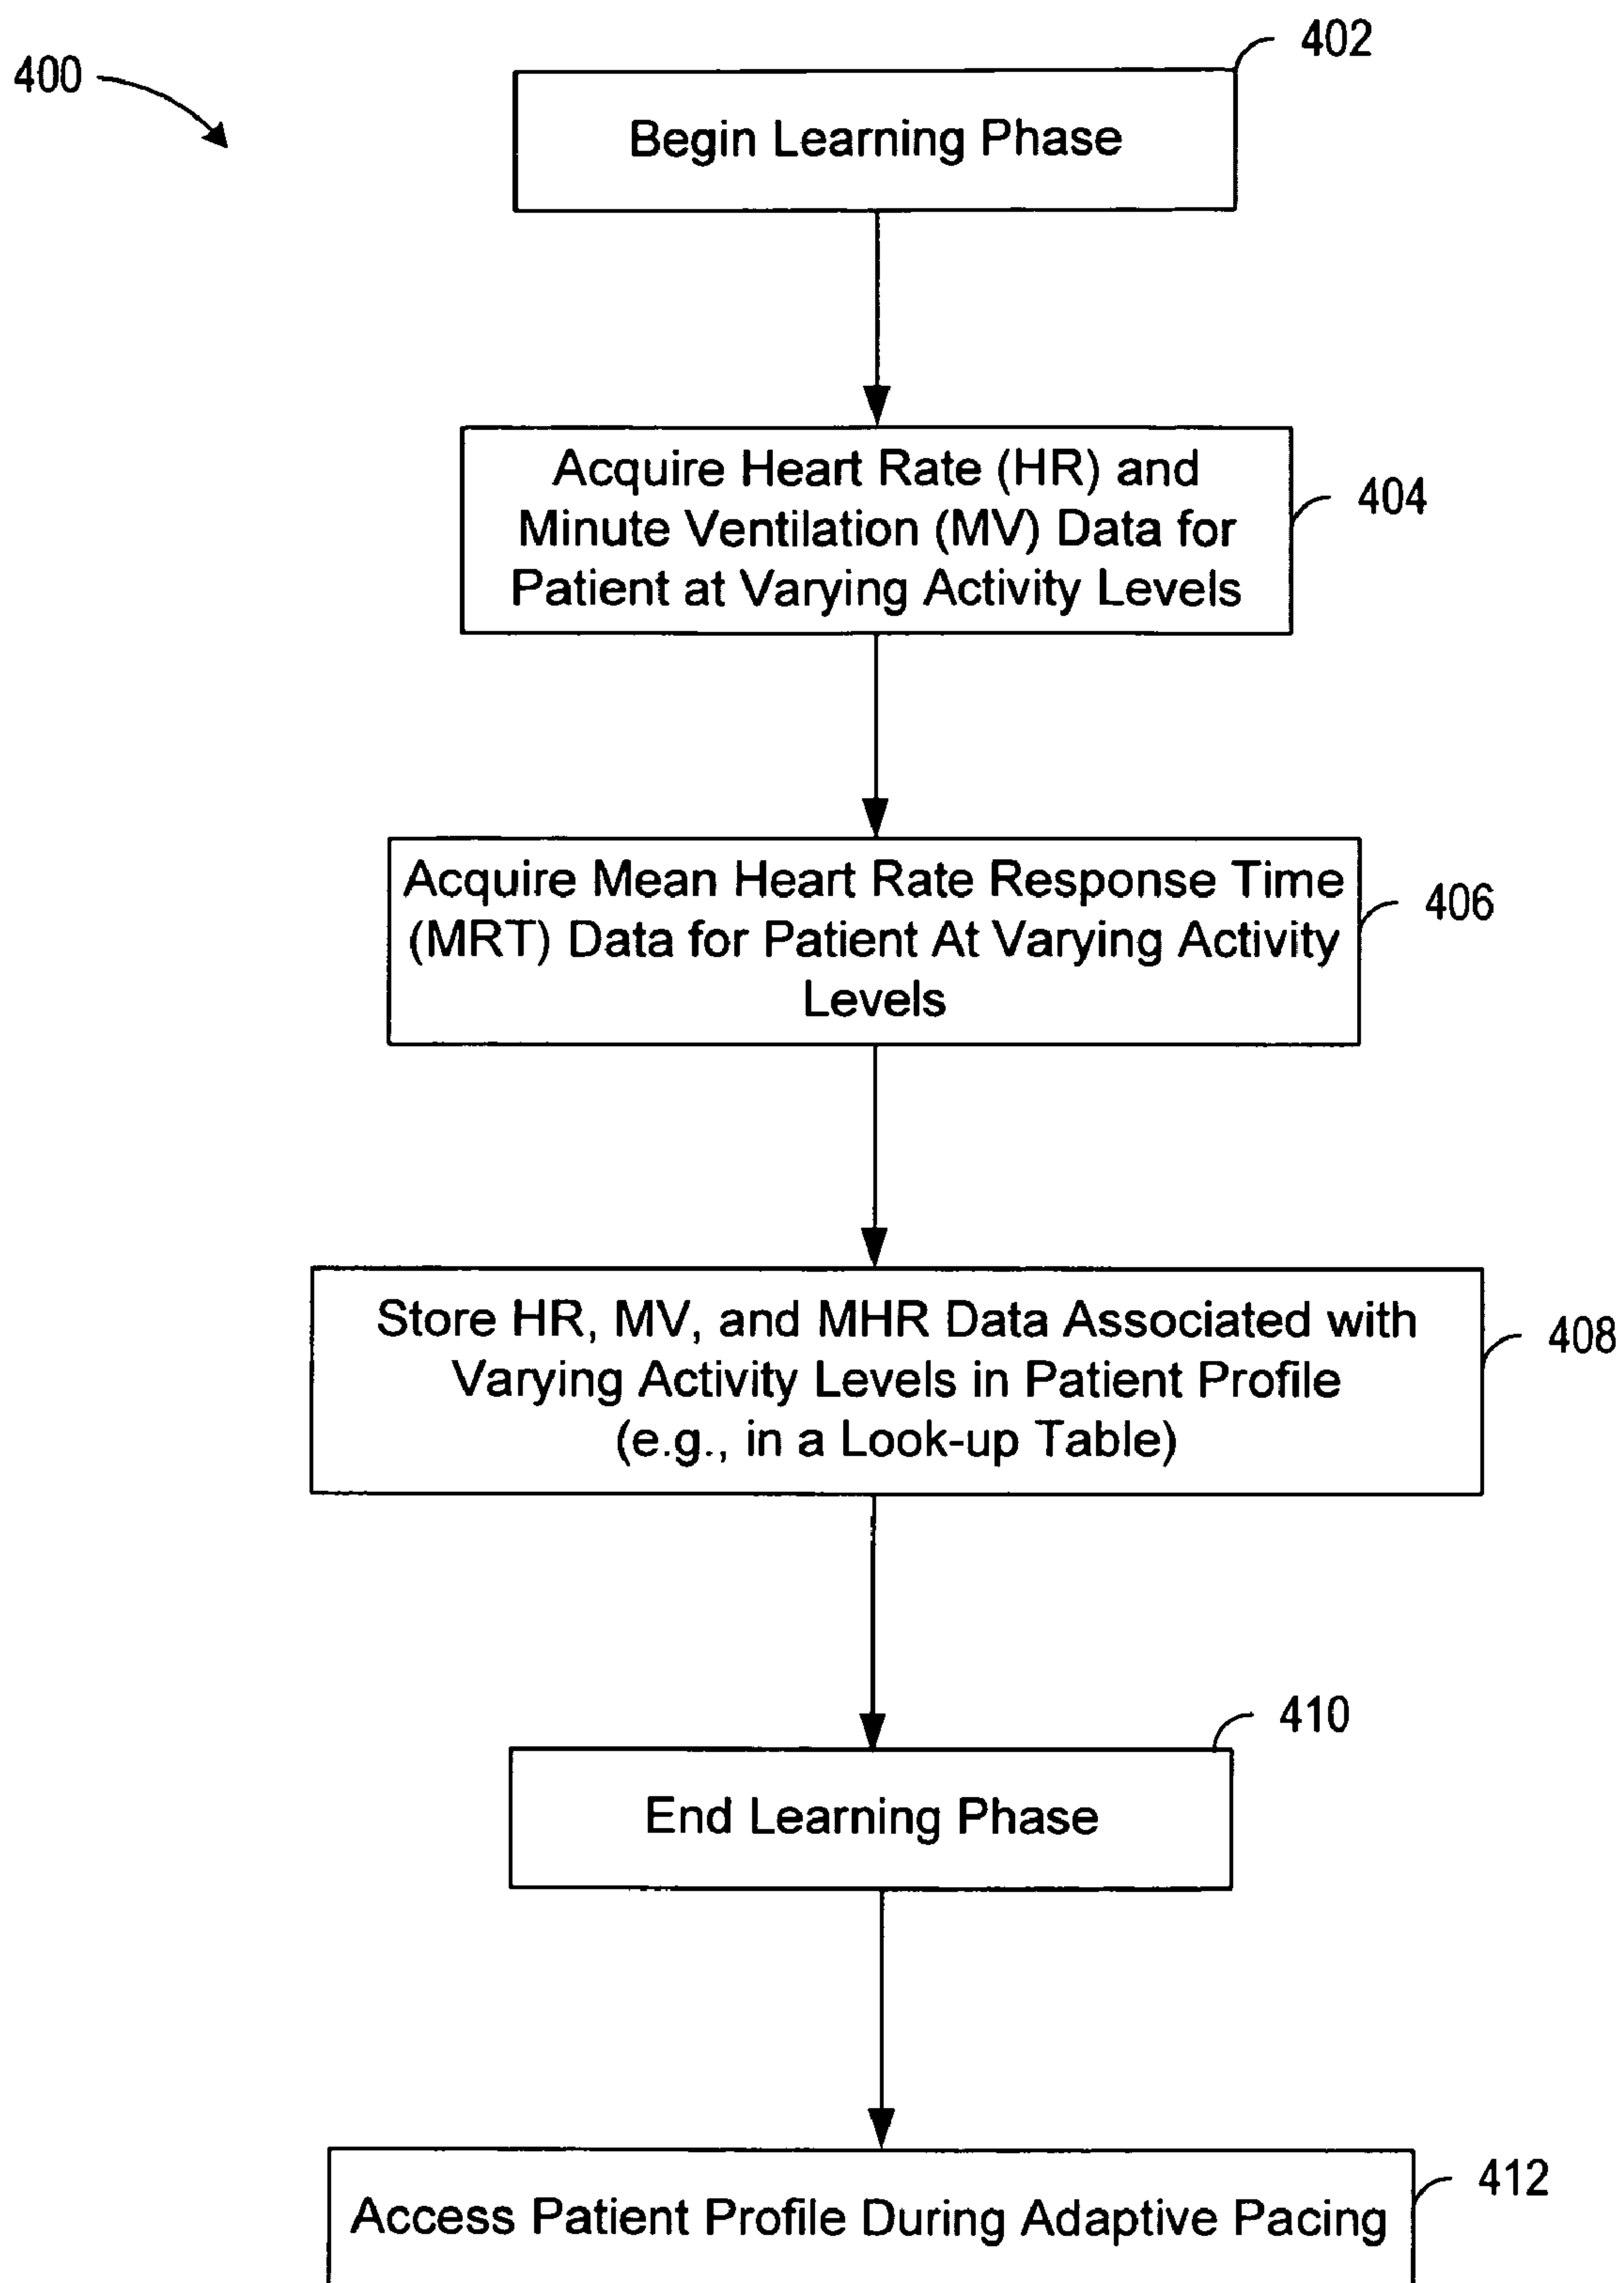 400
402
Begin Learning Phase
Acquire Heart Rate (HR) and
Minute Ventilation (MV) Data for
Patient at Varying Activity Levels
404
Acquire Mean Heart Rate Response Time
(MRT) Data for Patient At Varying Activity
Levels
406
Store HR, MV, and MHR Data Associated with
Varying Activity Levels in Patient Profile
(e.g., in a Look-up Table)
408
410
End Learning Phase
412
Access Patient Profile During Adaptive Pacing